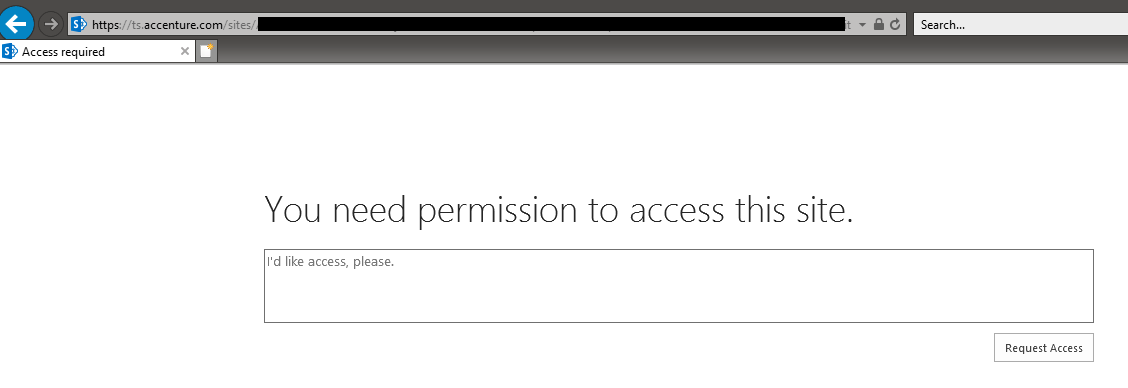 https://ts.accenture.com/sites/
Search...
Access required
You need permission to access this site.
I'd like access, please.
Request Access